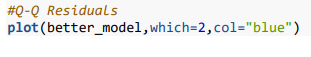 #Q-Q Residuals
plot(better_model,which=2,col="blue")